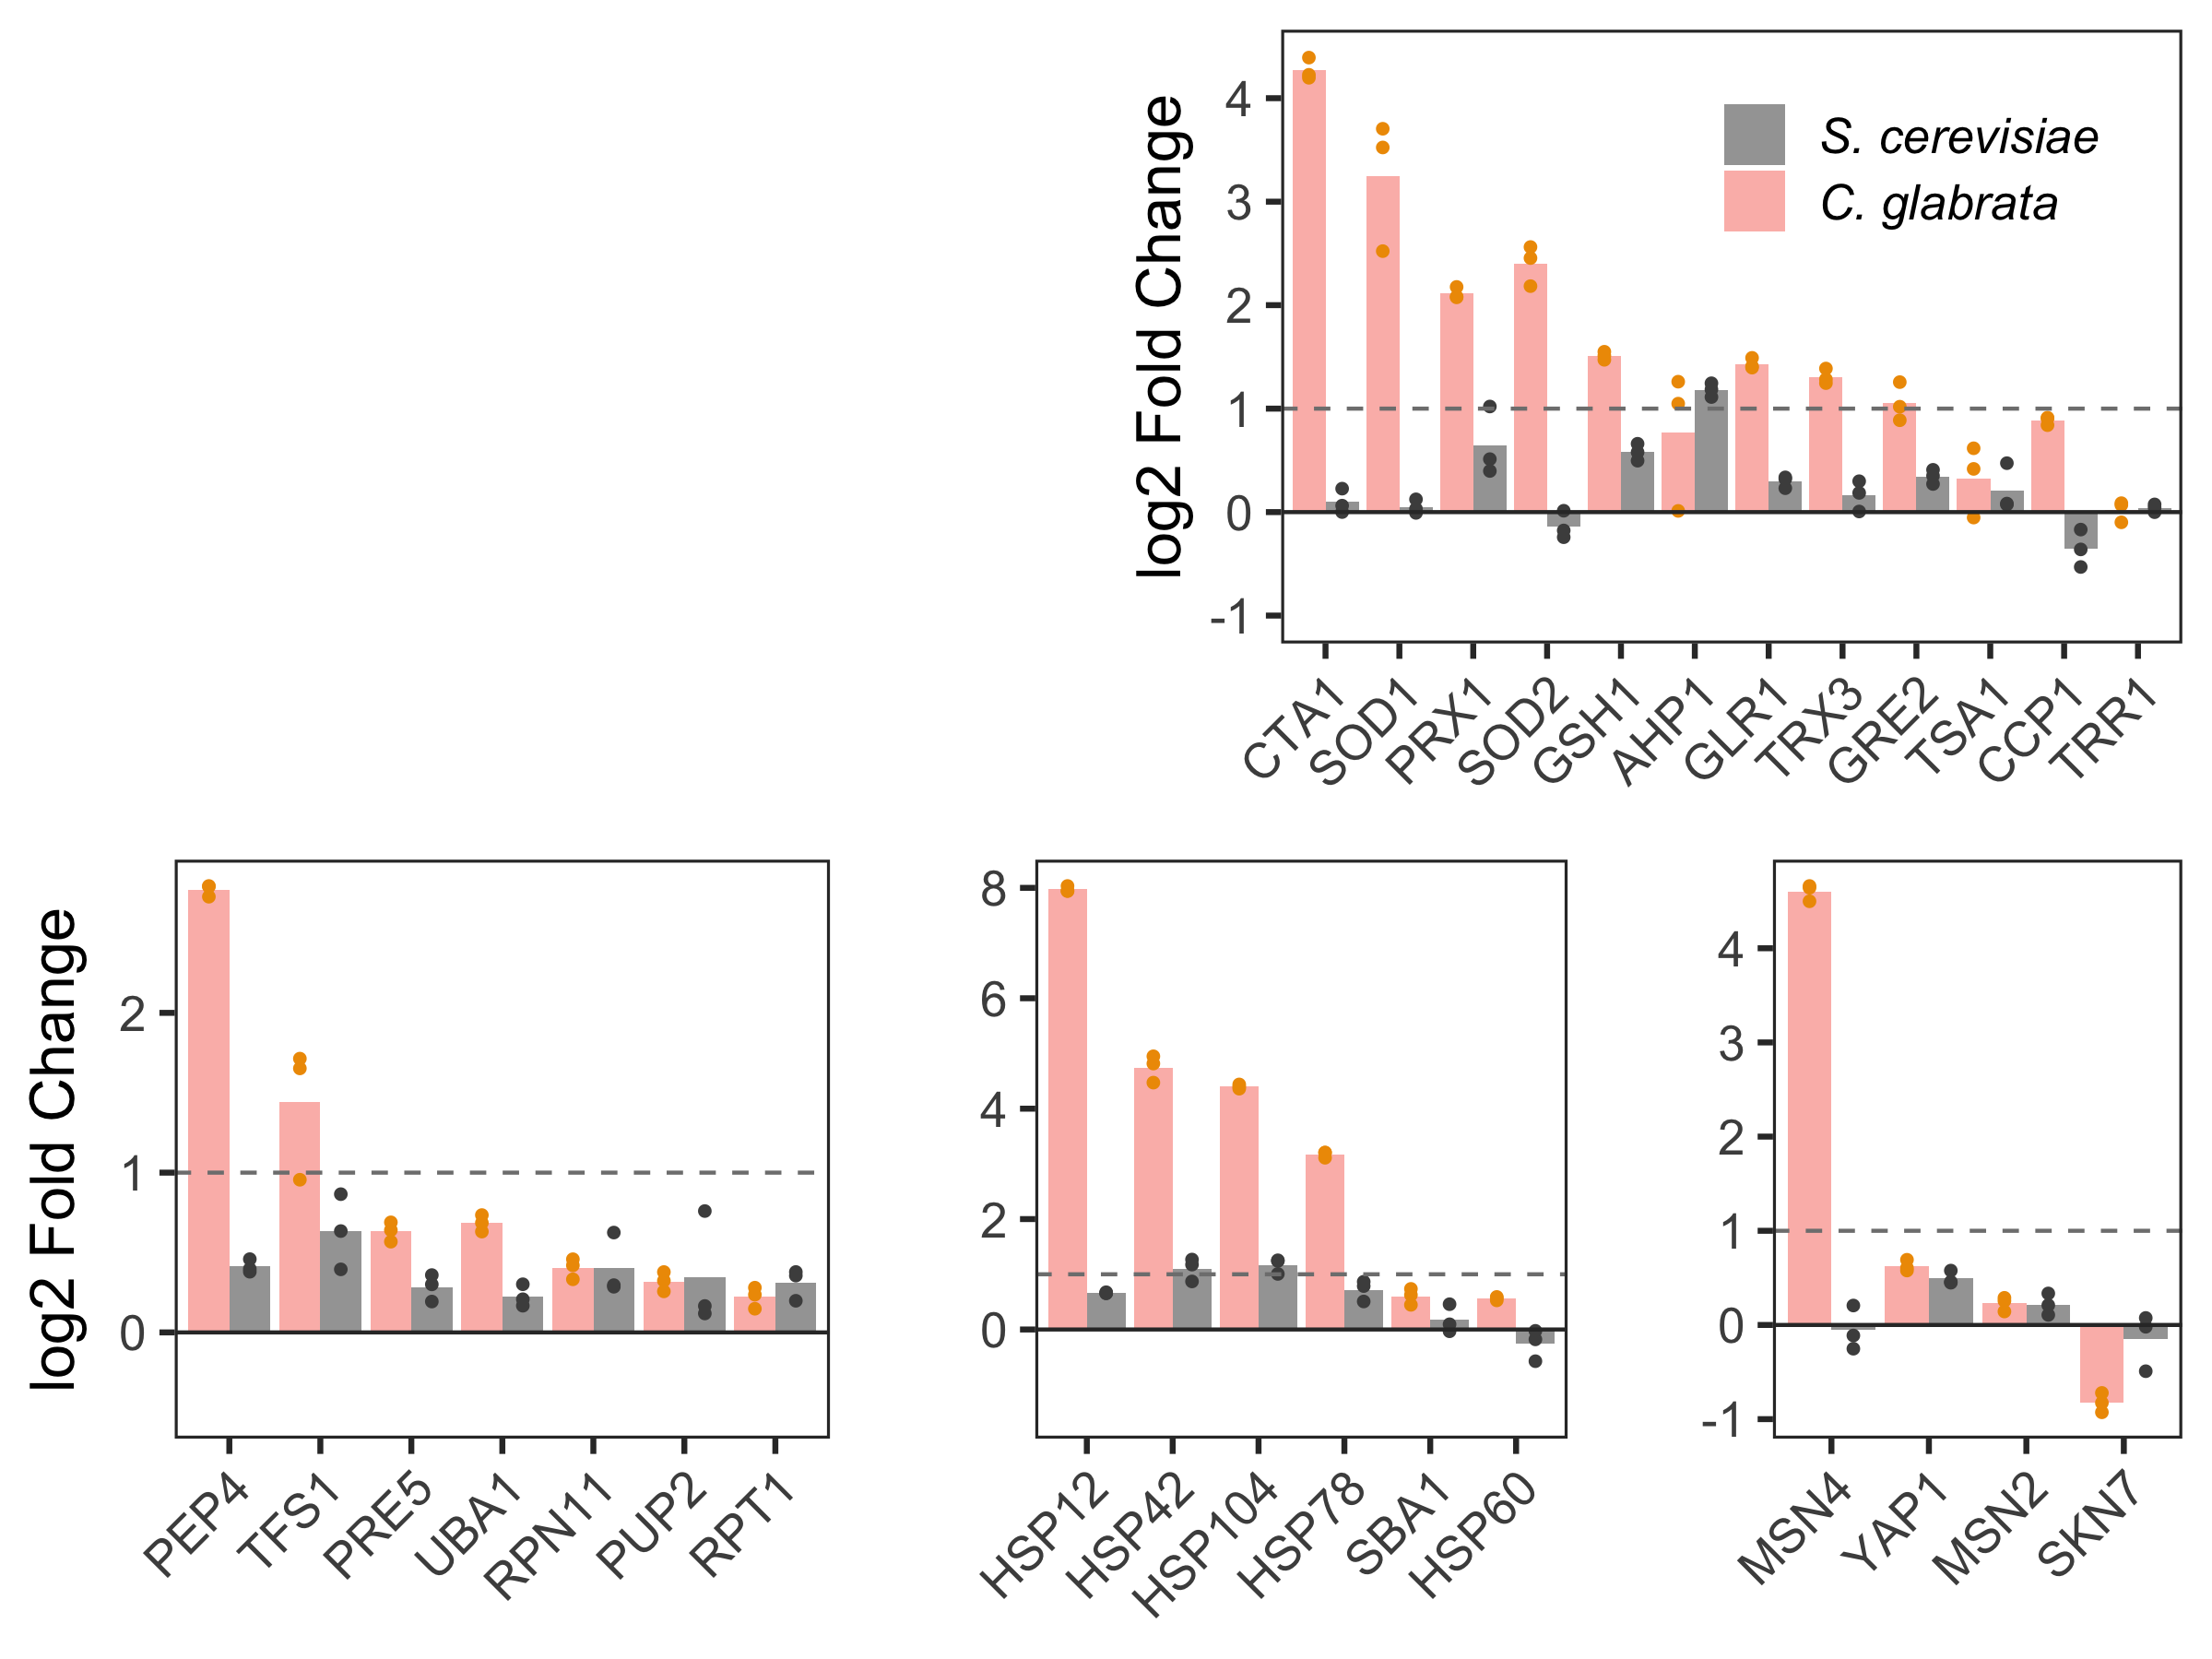 log2 Fold Change
4
3
2
1
0
-1
S. cerevisiae
C. glabrata
CTA1
SOD1
PRX1
SOD2
GSH1
AHP1
GLR1
TRX3
GRE2
TSA1
CCP1
TRR1
log2 Fold Change
2
1
0
PEP4
TFS1
PRE5
UBA1
RPN11
PUP2
RPT1
8
6
4
2
0
HSP12
HSP42
HSP104
HSP78
SBA1
HSP60
4
3
2
1
0
-1
MSN4
YAP1
MSN2
SKN7